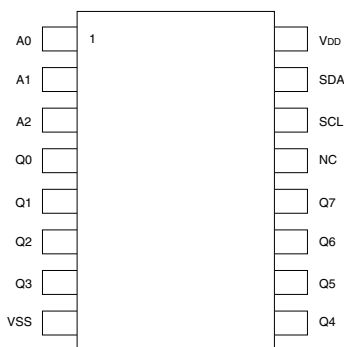 A0 1 VDD
A1 SDA
A2 SCL
Q0 NC
Q1 Q7
Q2 Q6
Q3 Q5
VSS Q4